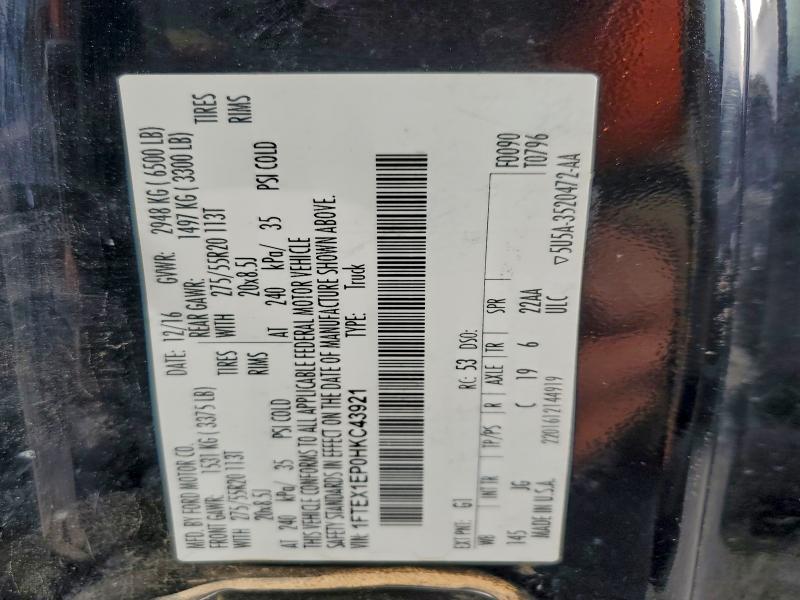 MFD. BY FORD MOTOR CO.
DATE: 12/16 GVWR: 2948 KG ( 6500 LB)
FRONT GAWR: 1531 KG ( 3375 LB) REAR GAWR: 1497 KG ( 3300 LB)
WITH 275/55R20 113T TIRES WITH 275/55R20 113T TIRES
20x8.5J RIMS 20x8.5J RIMS
AT 240 kPa/ 35 PSI COLD AT 240 kPa/ 35 PSI COLD
THIS VEHICLE CONFORMS TO ALL APPLICABLE FEDERAL MOTOR VEHICLE
SAFETY STANDARDS IN EFFECT ON THE DATE OF MANUFACTURE SHOWN ABOVE.
VIN: 1FTEX1EP0HKC43921 TYPE: Truck
EXT PNT: G1 RC: 53 DSO: F0090
WB INT TR TP/PS R AXLE TR SPR T0796
145 JG C 19 6 22AA
MADE IN U.S.A. 22016121 44919 ULC ▽5U5A-3520472-AA